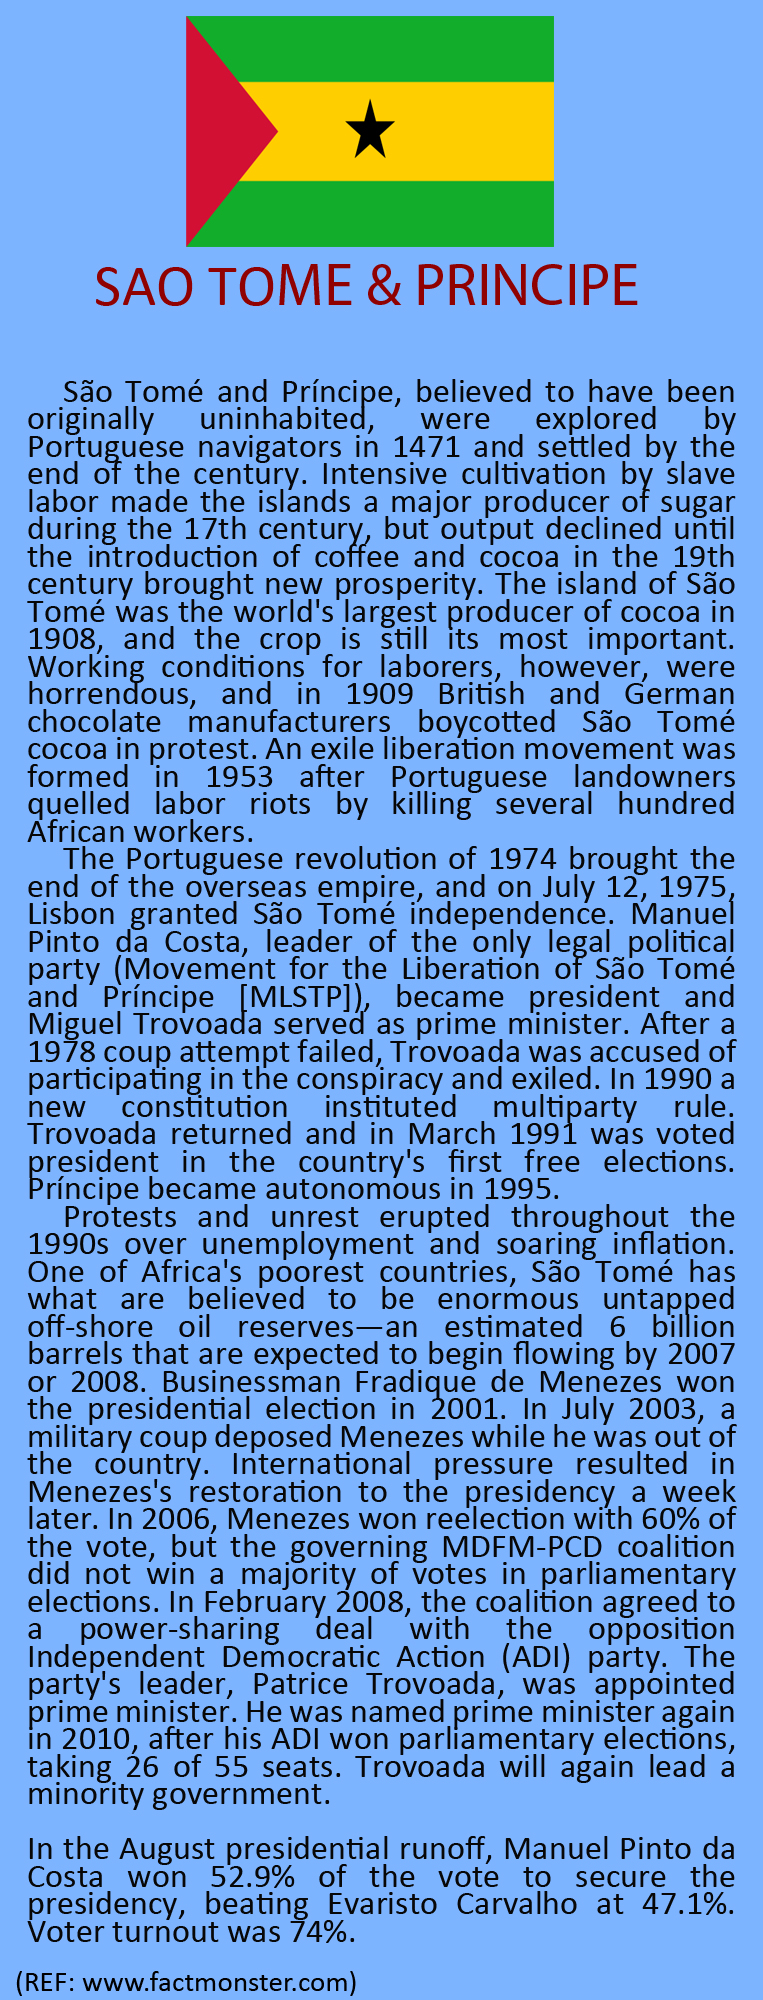 SAO TOME & PRINCIPE
São Tomé and Príncipe, believed to have been
originally uninhabited, were explored by
Portuguese navigators in 1471 and settled by the
end of the century. Intensive cultivation by slave
labor made the islands a major producer of sugar
during the 17th century, but output declined until
the introduction of coffee and cocoa in the 19th
century brought new prosperity. The island of São
Tomé was the world's largest producer of cocoa in
1908, and the crop is still its most important.
Working conditions for laborers, however, were
horrendous, and in 1909 British and German
chocolate manufacturers boycotted São Tomé
cocoa in protest. An exile liberation movement was
formed in 1953 after Portuguese landowners
quelled labor riots by killing several hundred
African workers.
The Portuguese revolution of 1974 brought the
end of the overseas empire, and on July 12, 1975,
Lisbon granted São Tomé independence. Manuel
Pinto da Costa, leader of the only legal political
party (Movement for the Liberation of São Tomé
and Príncipe [MLSTP]), became president and
Miguel Trovoada served as prime minister. After a
1978 coup attempt failed, Trovoada was accused of
participating in the conspiracy and exiled. In 1990 a
new constitution instituted multiparty rule.
Trovoada returned and in March 1991 was voted
president in the country's first free elections.
Príncipe became autonomous in 1995.
Protests and unrest erupted throughout the
1990s over unemployment and soaring inflation.
One of Africa's poorest countries, São Tomé has
what are believed to be enormous untapped
off-shore oil reserves—an estimated 6 billion
barrels that are expected to begin flowing by 2007
or 2008. Businessman Fradique de Menezes won
the presidential election in 2001. In July 2003, a
military coup deposed Menezes while he was out of
the country. International pressure resulted in
Menezes's restoration to the presidency a week
later. In 2006, Menezes won reelection with 60% of
the vote, but the governing MDFM-PCD coalition
did not win a majority of votes in parliamentary
elections. In February 2008, the coalition agreed to
a power-sharing deal with the opposition
Independent Democratic Action (ADI) party. The
party's leader, Patrice Trovoada, was appointed
prime minister. He was named prime minister again
in 2010, after his ADI won parliamentary elections,
taking 26 of 55 seats. Trovoada will again lead a
minority government.
In the August presidential runoff, Manuel Pinto da
Costa won 52.9% of the vote to secure the
presidency, beating Evaristo Carvalho at 47.1%.
Voter turnout was 74%.
(REF: www.factmonster.com)